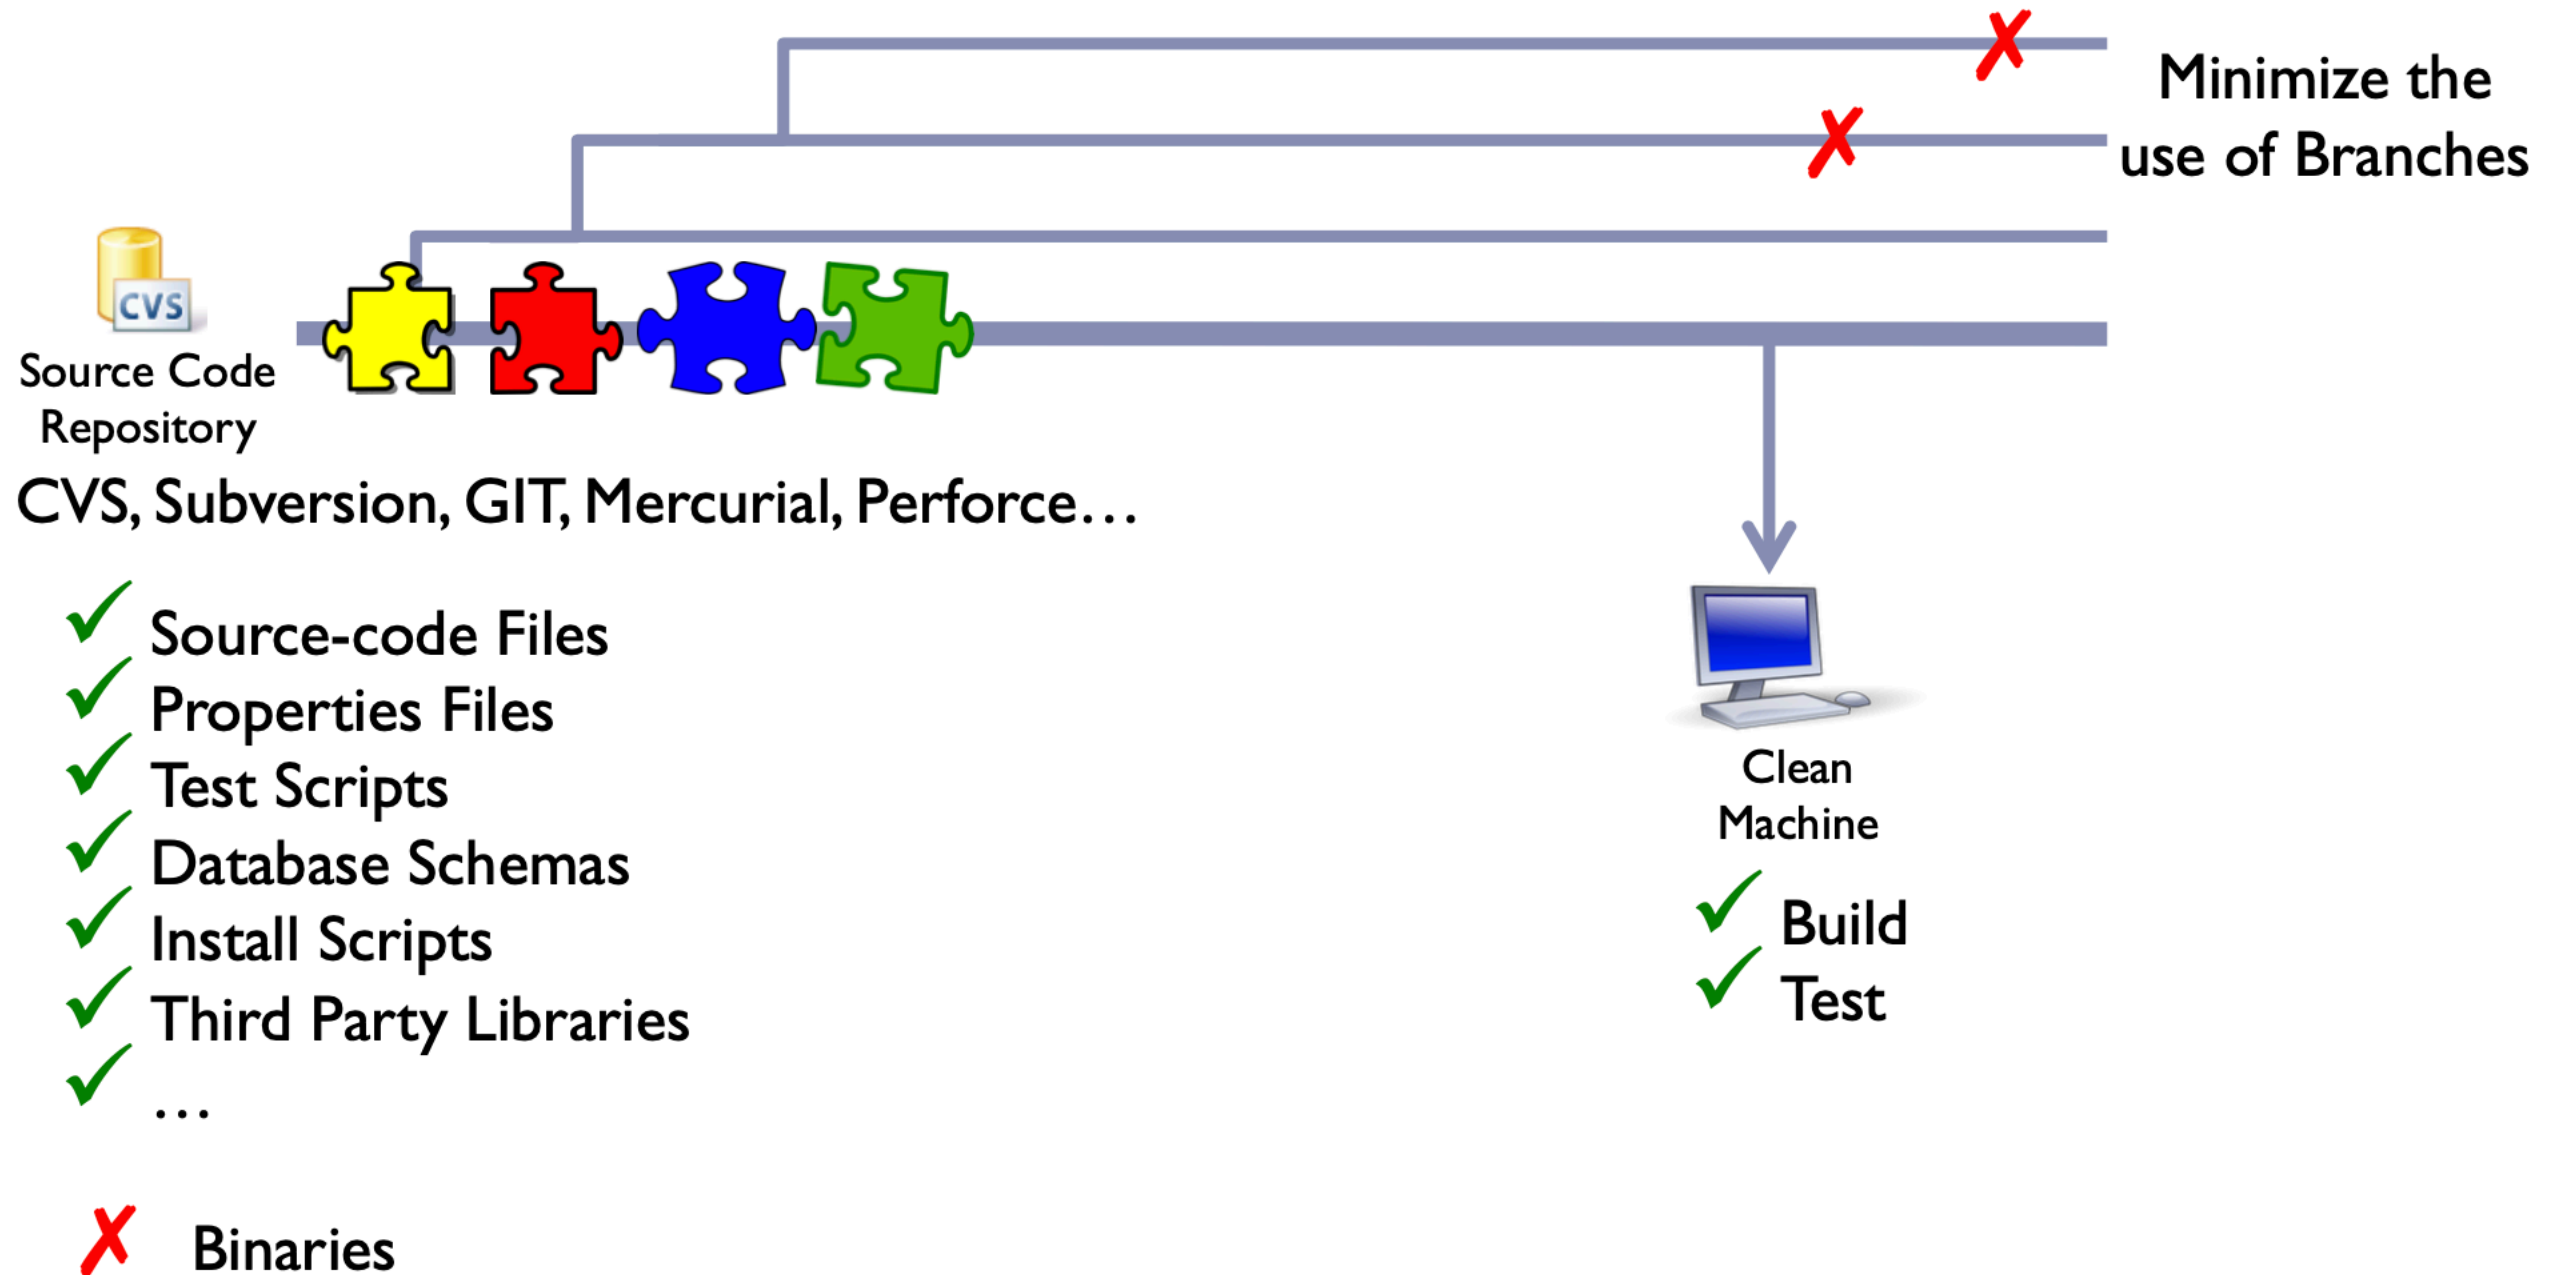 Minimize the
use of Branches
CVS
Source Code
Repository
CVS, Subversion, GIT, Mercurial, Perforce…
Source-code Files
Properties Files
Test Scripts
Database Schemas
Install Scripts
Third Party Libraries
…
Binaries
Clean
Machine
Build
Test